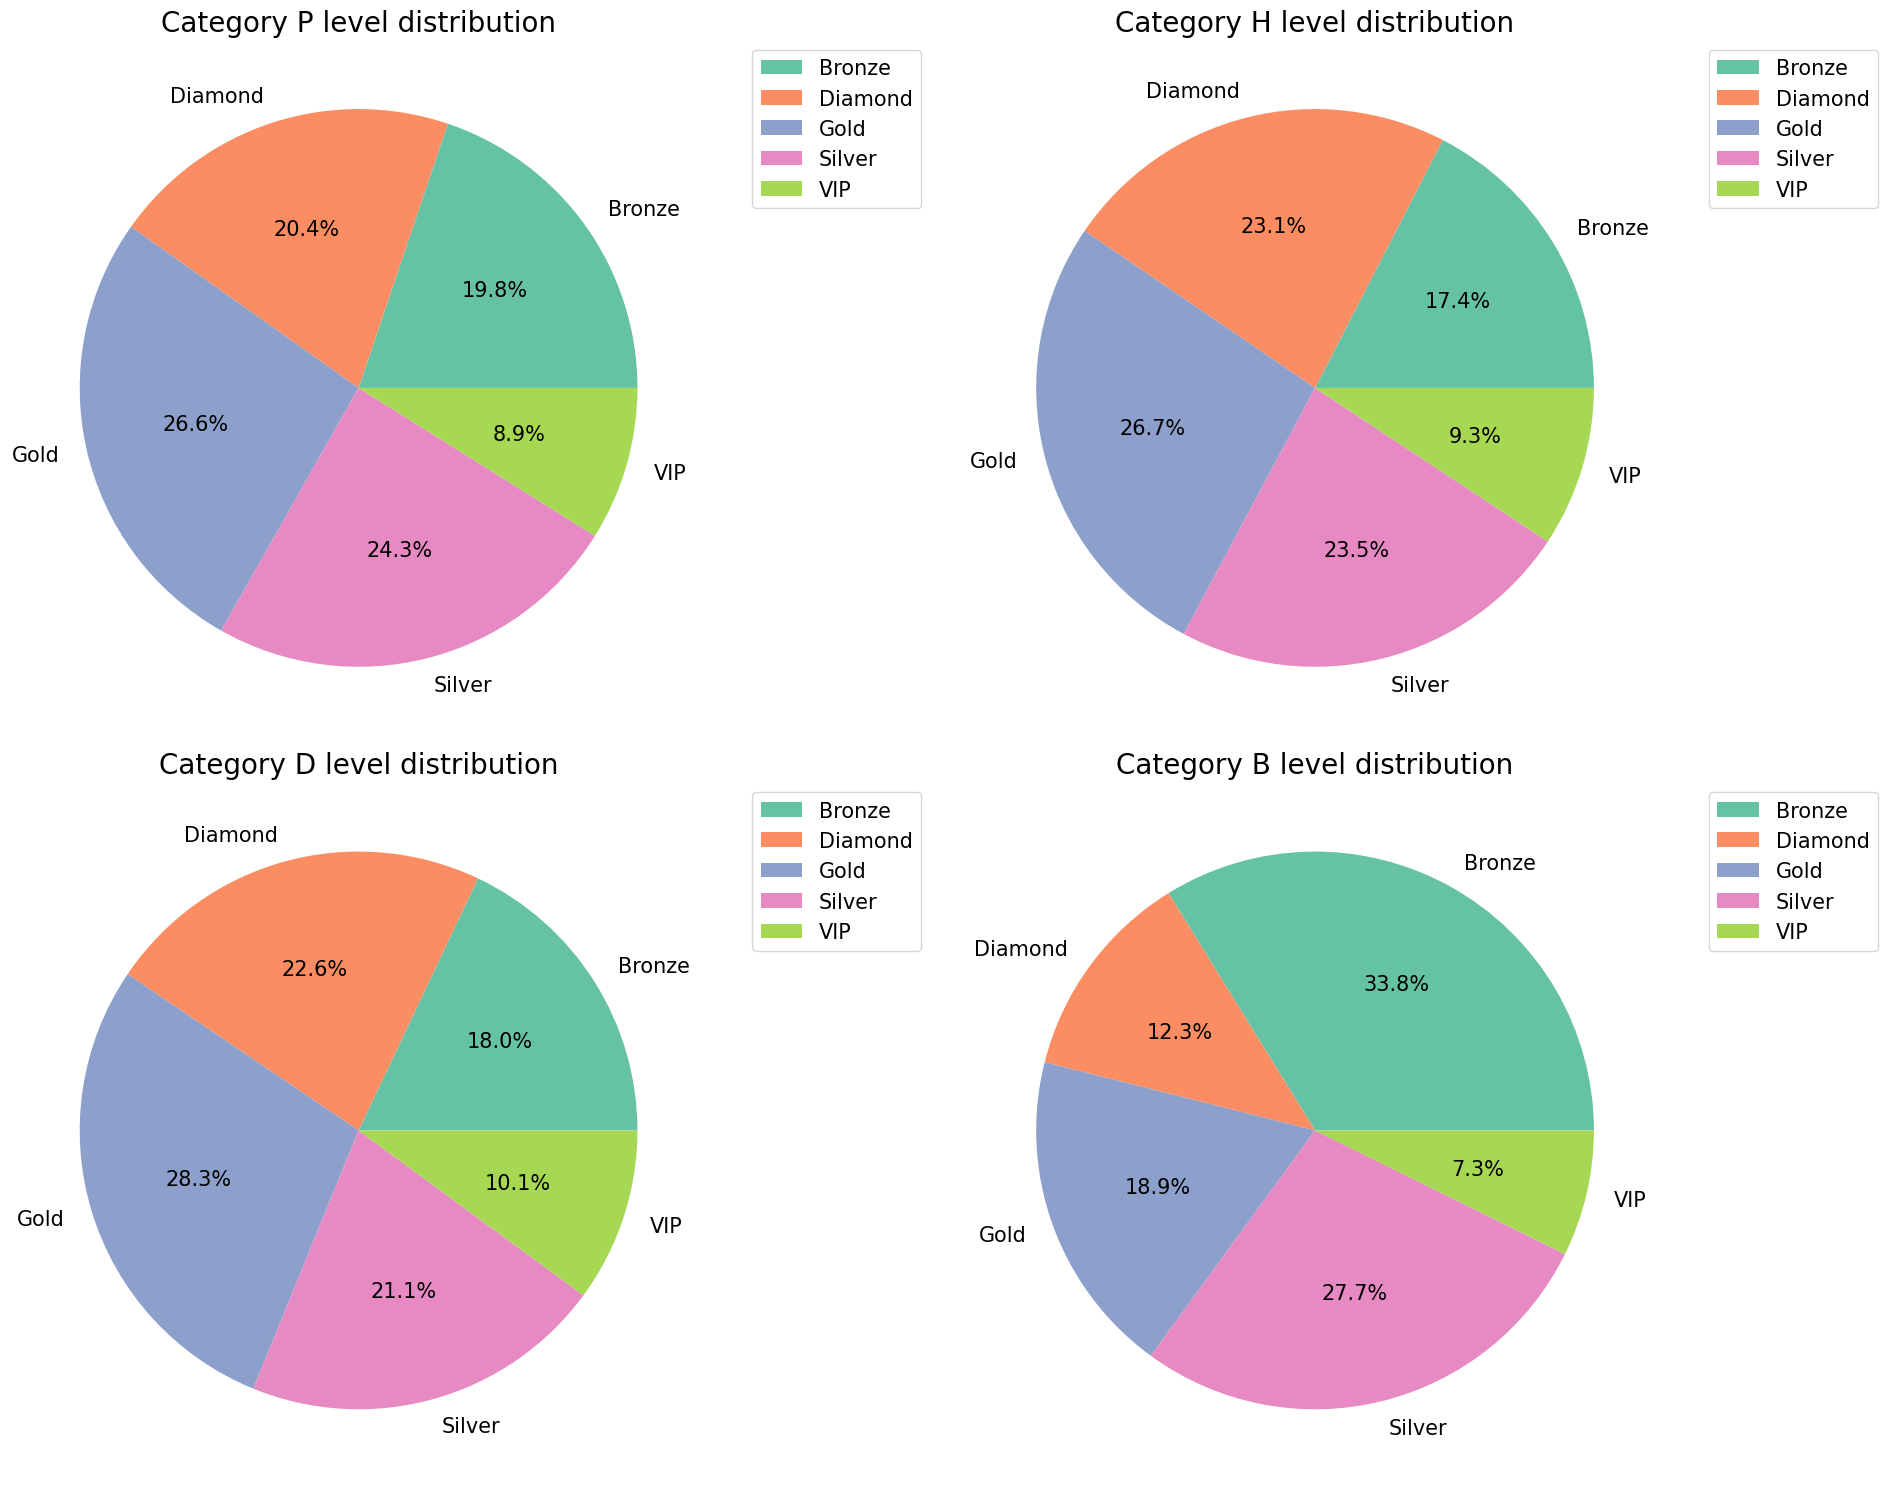 Category P level distribution
Bronze
Diamond
Gold
Silver
VIP
Diamond
Bronze
20.4%
19.8%
26.6%
8.9%
Gold
VIP
24.3%
Silver
Category H level distribution
Bronze
Diamond
Gold
Silver
VIP
Diamond
Bronze
23.1%
17.4%
26.7%
9.3%
Gold
VIP
23.5%
Silver
Category D level distribution
Bronze
Diamond
Gold
Silver
VIP
Diamond
Bronze
22.6%
18.0%
28.3%
10.1%
Gold
VIP
21.1%
Silver
Category B level distribution
Bronze
Diamond
Gold
Silver
VIP
Bronze
Diamond
33.8%
12.3%
18.9%
7.3%
Gold
VIP
27.7%
Silver